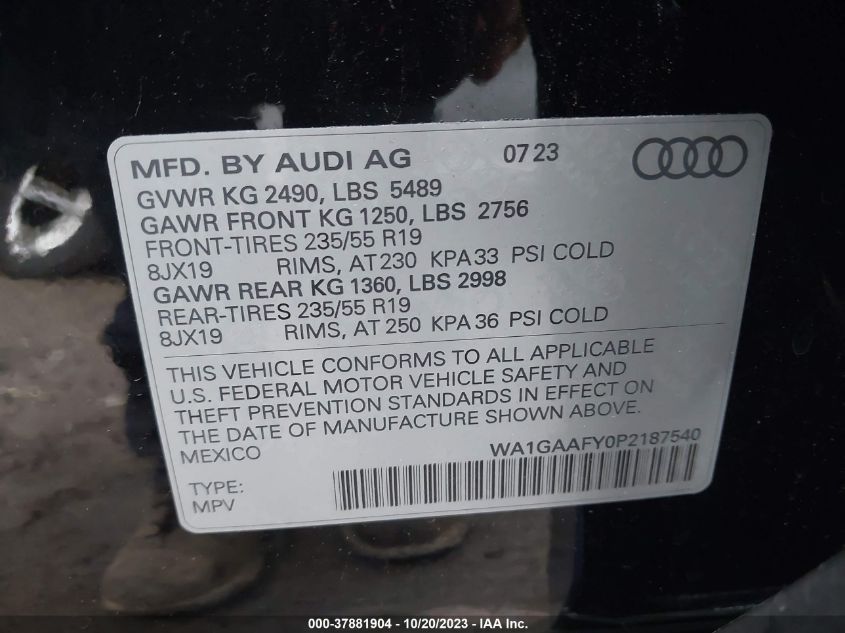 MFD. BY AUDI AG 07 23
GVWR KG 2490, LBS 5489
GAWR FRONT KG 1250, LBS 2756
FRONT-TIRES 235/55 R19
8JX19 RIMS, AT 230 KPA 33 PSI COLD
GAWR REAR KG 1360, LBS 2998
REAR-TIRES 235/55 R19
8JX19 RIMS, AT 250 KPA 36 PSI COLD
THIS VEHICLE CONFORMS TO ALL APPLICABLE
U.S. FEDERAL MOTOR VEHICLE SAFETY AND
THEFT PREVENTION STANDARDS IN EFFECT ON
THE DATE OF MANUFACTURE SHOWN ABOVE.
MEXICO WA1GAAFY0P2187540
TYPE:
MPV
000-37881904 - 10/20/2023 - IAA Inc.